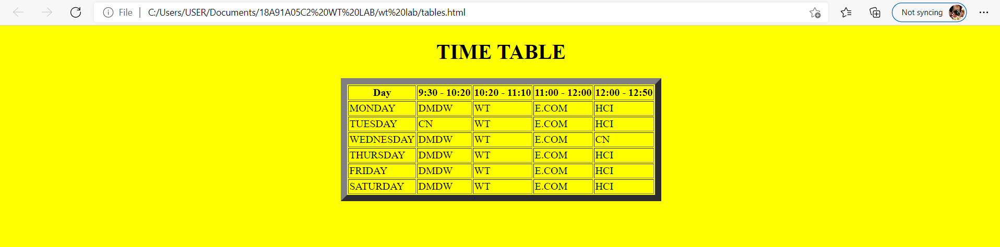 File | C:/Users/USER/Documents/18A91A05C2%20WT%20LAB/wt%20lab/tables.html Not syncing
TIME TABLE
Day 9:30 - 10:20 10:20 - 11:10 11:00 - 12:00 12:00 - 12:50
MONDAY DMDW WT E.COM HCI
TUESDAY CN WT E.COM HCI
WEDNESDAY DMDW WT E.COM CN
THURSDAY DMDW WT E.COM HCI
FRIDAY DMDW WT E.COM HCI
SATURDAY DMDW WT E.COM HCI